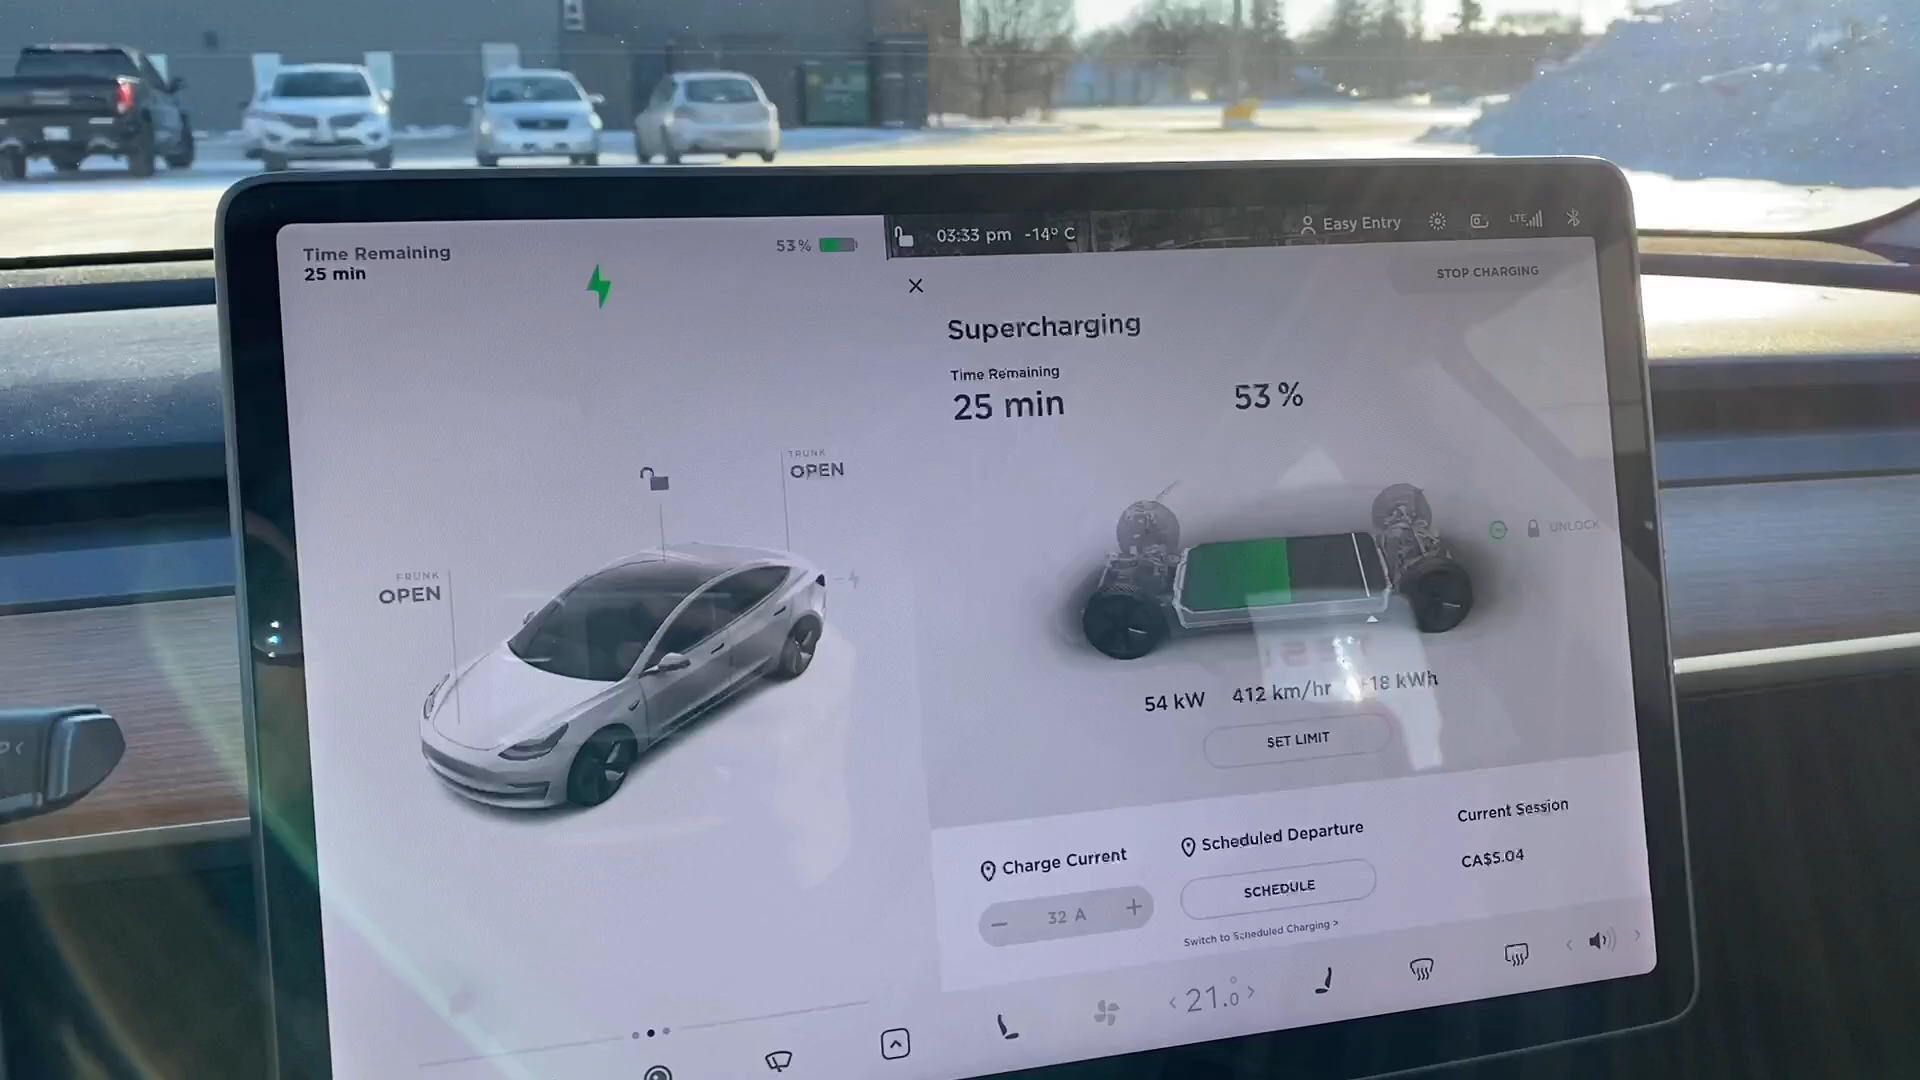 Time Remaining
25 min
53%
03:33 pm -14° C
Easy Entry
LTE
STOP CHARGING
Supercharging
Time Remaining
25 min
53 %
TRUNK
OPEN
FRUNK
OPEN
UNLOCK
54 kW 412 km/hr +18 kWh
SET LIMIT
Charge Current
32 A
Scheduled Departure
SCHEDULE
Switch to Scheduled Charging >
Current Session
CA$5.04
21.0°